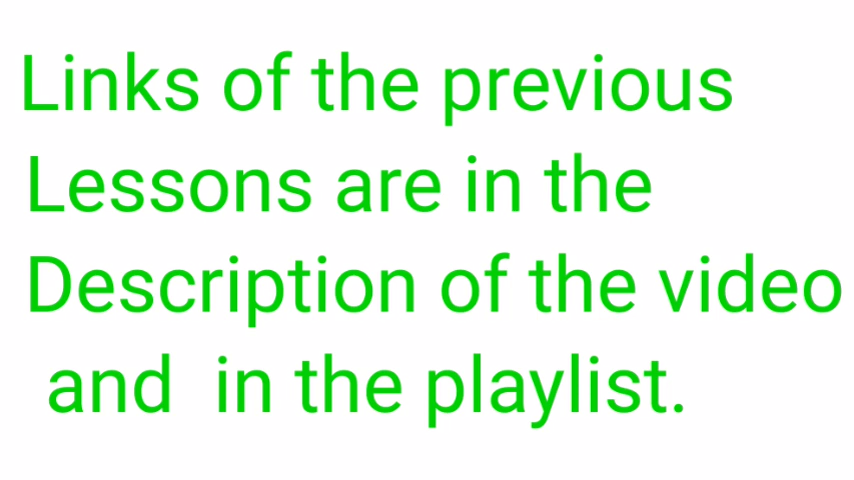 Links of the previous
Lessons are in the
Description of the video
and in the playlist.